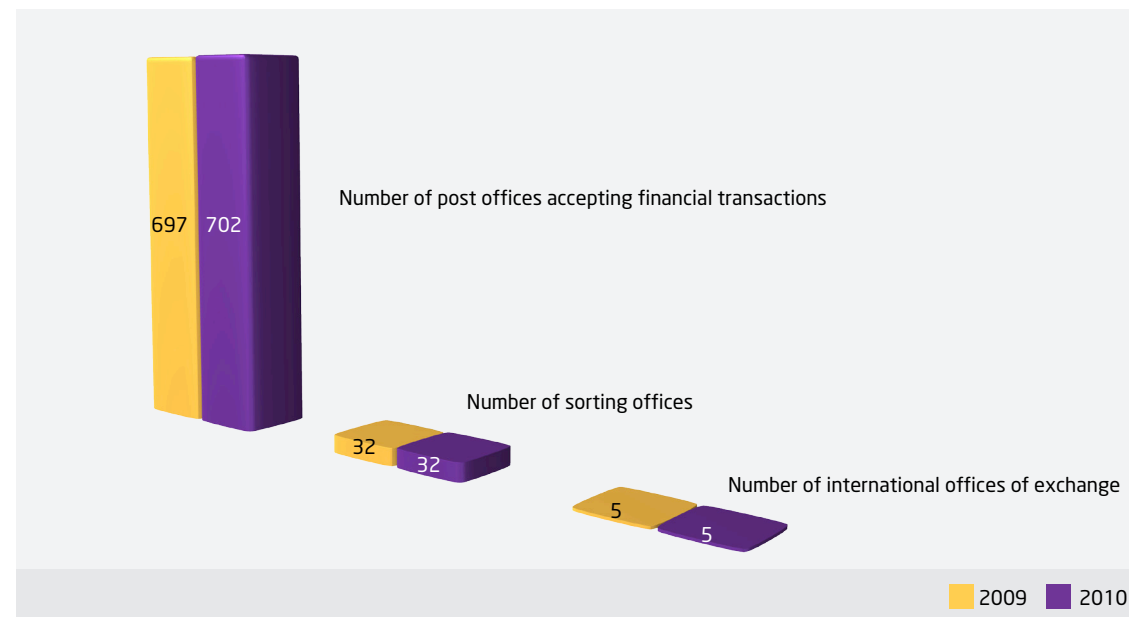 Number of post offices accepting financial transactions
697 702
Number of sorting offices
32 32
Number of international offices of exchange
5 5
2009 2010